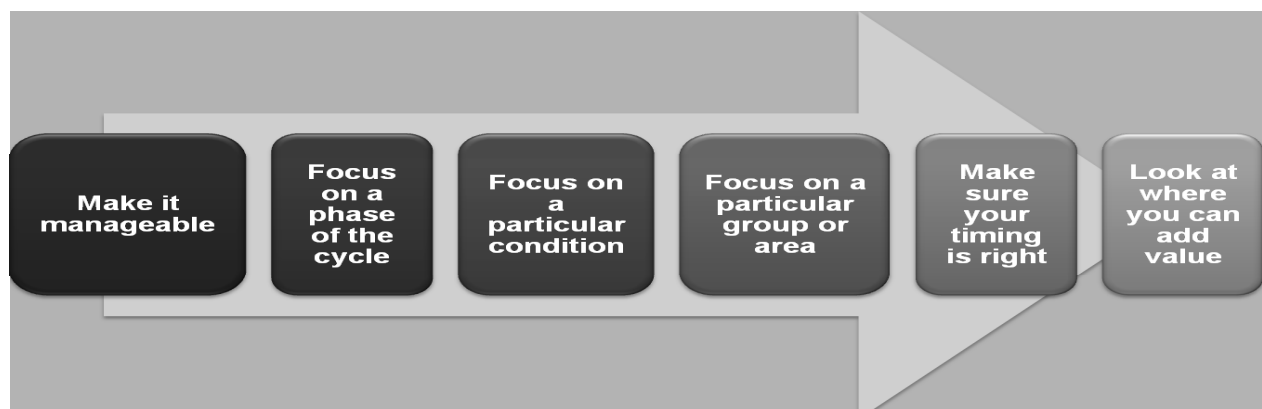 Make it
manageable
Focus
on a
phase
of the
cycle
Focus on
a
particular
condition
Focus on a
particular
group or
area
Make
sure
your
timing
is right
Look at
where
you can
add
value